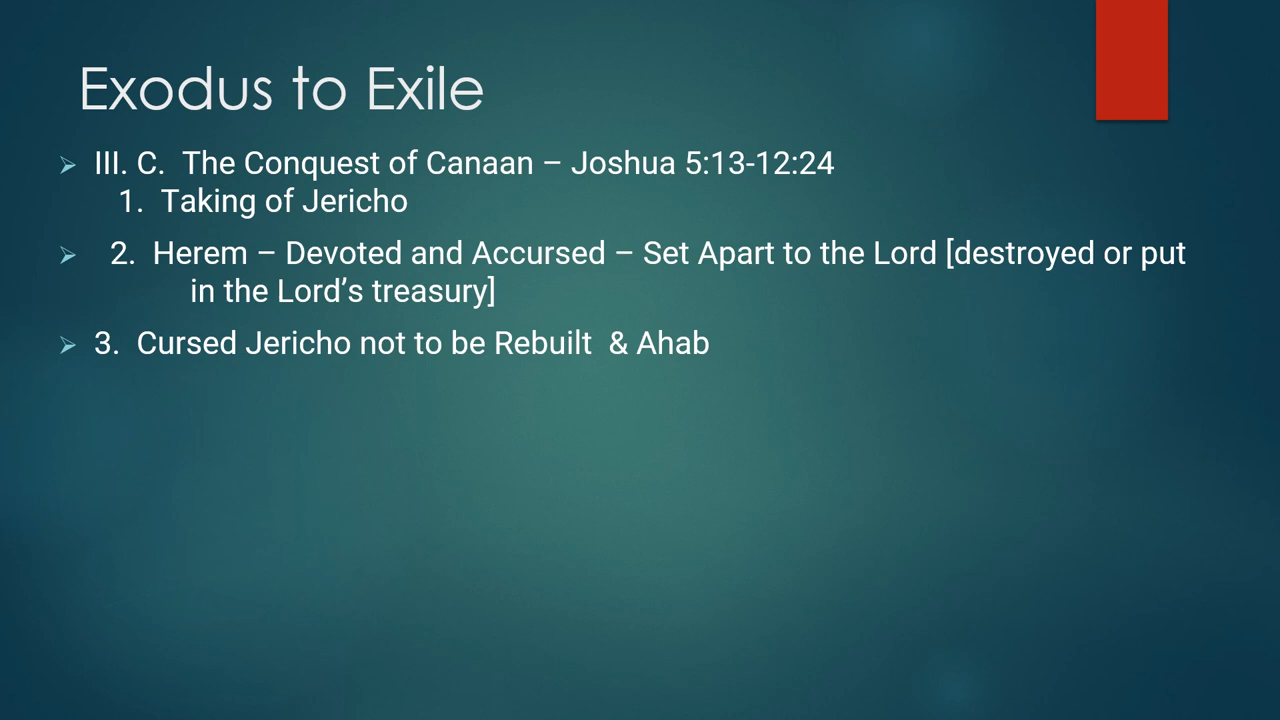 Exodus to Exile
III. C.  The Conquest of Canaan – Joshua 5:13-12:24
1.  Taking of Jericho
2.  Herem – Devoted and Accursed – Set Apart to the Lord [destroyed or put
in the Lord’s treasury]
3.  Cursed Jericho not to be Rebuilt  & Ahab